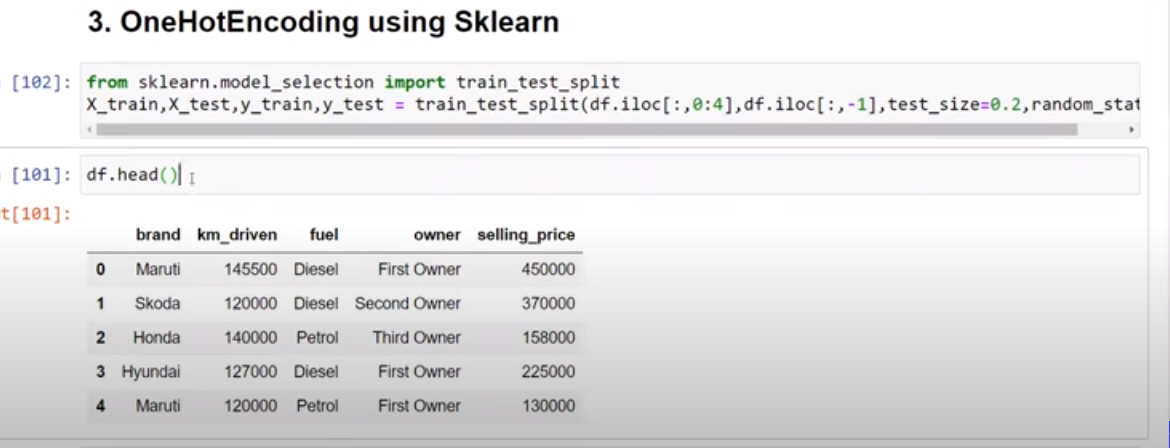 3. OneHotEncoding using Sklearn
[102]: from sklearn.model_selection import train_test_split
X_train,X_test,y_train,y_test = train_test_split(df.iloc[:,0:4],df.iloc[:,-1],test_size=0.2,random_stat
[101]: df.head()
t[101]:
brand km_driven fuel owner selling_price
0 Maruti 145500 Diesel First Owner 450000
1 Skoda 120000 Diesel Second Owner 370000
2 Honda 140000 Petrol Third Owner 158000
3 Hyundai 127000 Diesel First Owner 225000
4 Maruti 120000 Petrol First Owner 130000